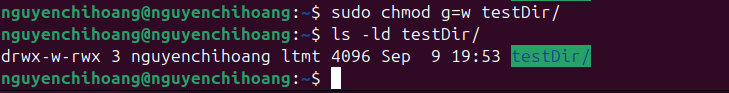 nguyenchihoang@nguyenchihoang:~$ sudo chmod g=w testDir/
nguyenchihoang@nguyenchihoang:~$ ls -ld testDir/
drwx-w-rwx 3 nguyenchihoang ltmt 4096 Sep  9 19:53 testDir/
nguyenchihoang@nguyenchihoang:~$